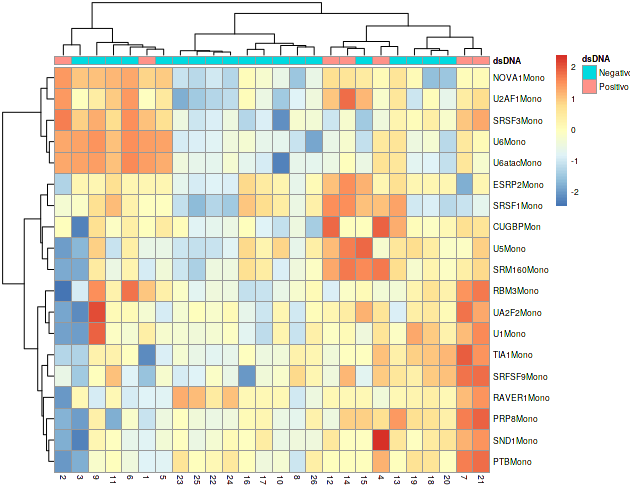 dsDNA
dsDNA
Negativo
Positivo
2
1
0
-1
-2
NOVA1Mono
U2AF1Mono
SRSF3Mono
U6Mono
U6atacMono
ESRP2Mono
SRSF1Mono
CUGBPMon
U5Mono
SRM160Mono
RBM3Mono
UA2F2Mono
U1Mono
TIA1Mono
SRFSF9Mono
RAVER1Mono
PRP8Mono
SND1Mono
PTBMono
2 3 9 11 6 1 5 23 25 22 24 16 17 10 8 26 12 14 15 4 13 19 18 20 7 21